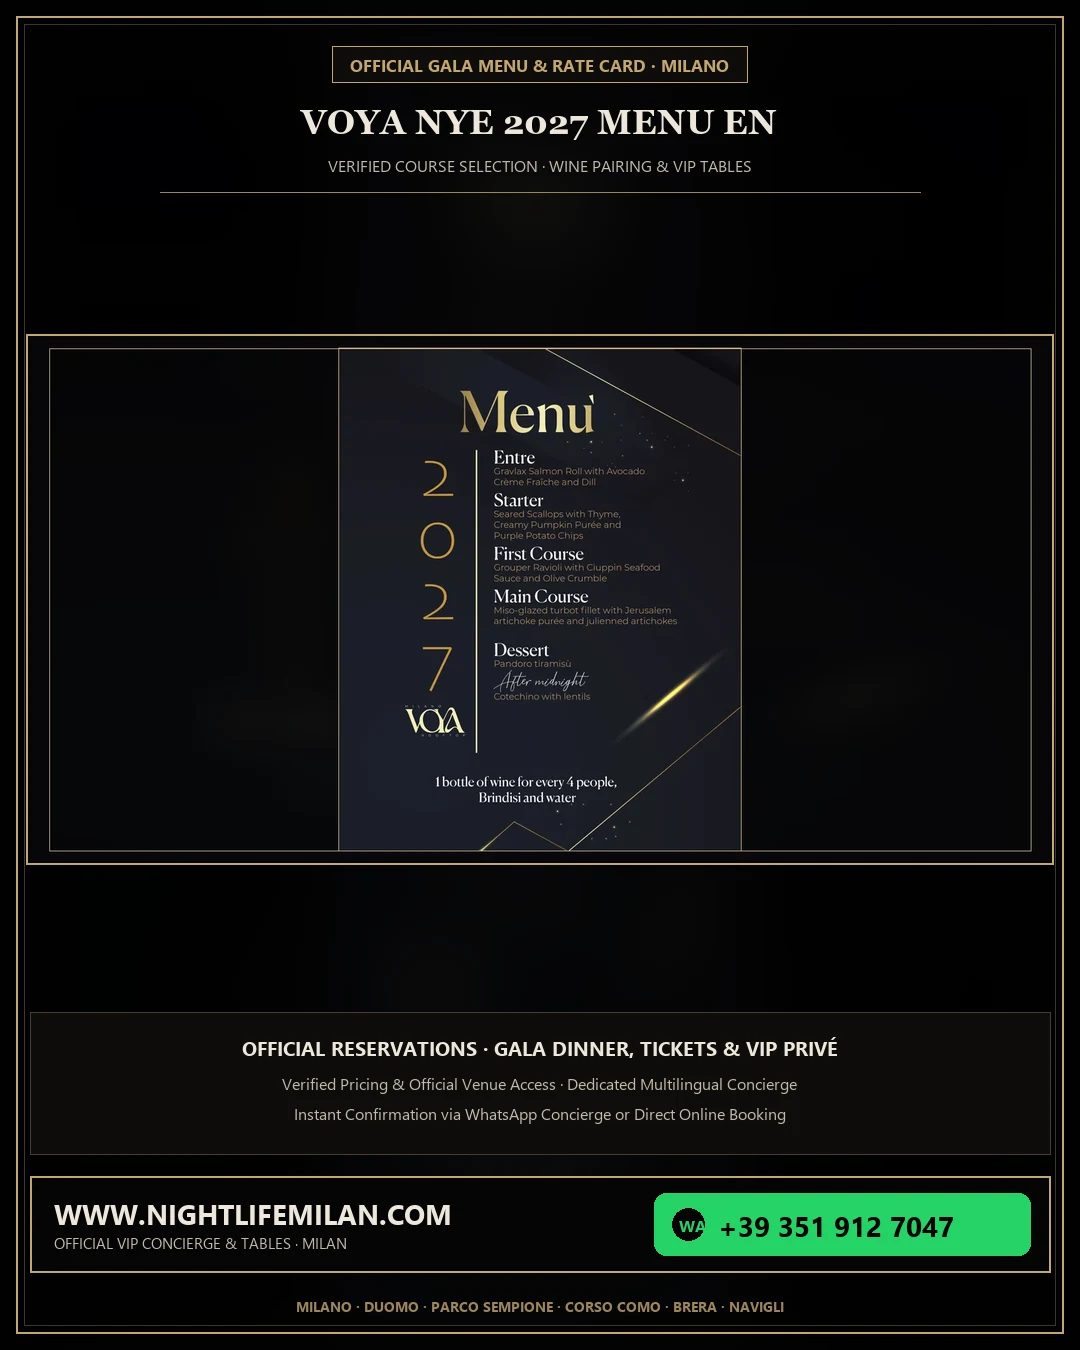 OFFICIAL GALA MENU & RATE CARD · MILANO
VOYA NYE 2027 MENU EN
VERIFIED COURSE SELECTION · WINE PAIRING & VIP TABLES
Menù
2
0
2
7
MILANO
VOYA
ROOFTOP
Entre
Gravlax Salmon Roll with Avocado
Crème Fraîche and Dill
Starter
Seared Scallops with Thyme,
Creamy Pumpkin Purée and
Purple Potato Chips
First Course
Grouper Ravioli with Ciuppin Seafood
Sauce and Olive Crumble
Main Course
Miso-glazed turbot fillet with Jerusalem
artichoke purée and julienned artichokes
Dessert
Pandoro tiramisù
After midnight
Cotechino with lentils
1 bottle of wine for every 4 people,
Brindisi and water
OFFICIAL RESERVATIONS · GALA DINNER, TICKETS & VIP PRIVÉ
Verified Pricing & Official Venue Access · Dedicated Multilingual Concierge
Instant Confirmation via WhatsApp Concierge or Direct Online Booking
WWW.NIGHTLIFEMILAN.COM
OFFICIAL VIP CONCIERGE & TABLES · MILAN
WA +39 351 912 7047
MILANO · DUOMO · PARCO SEMPIONE · CORSO COMO · BRERA · NAVIGLI